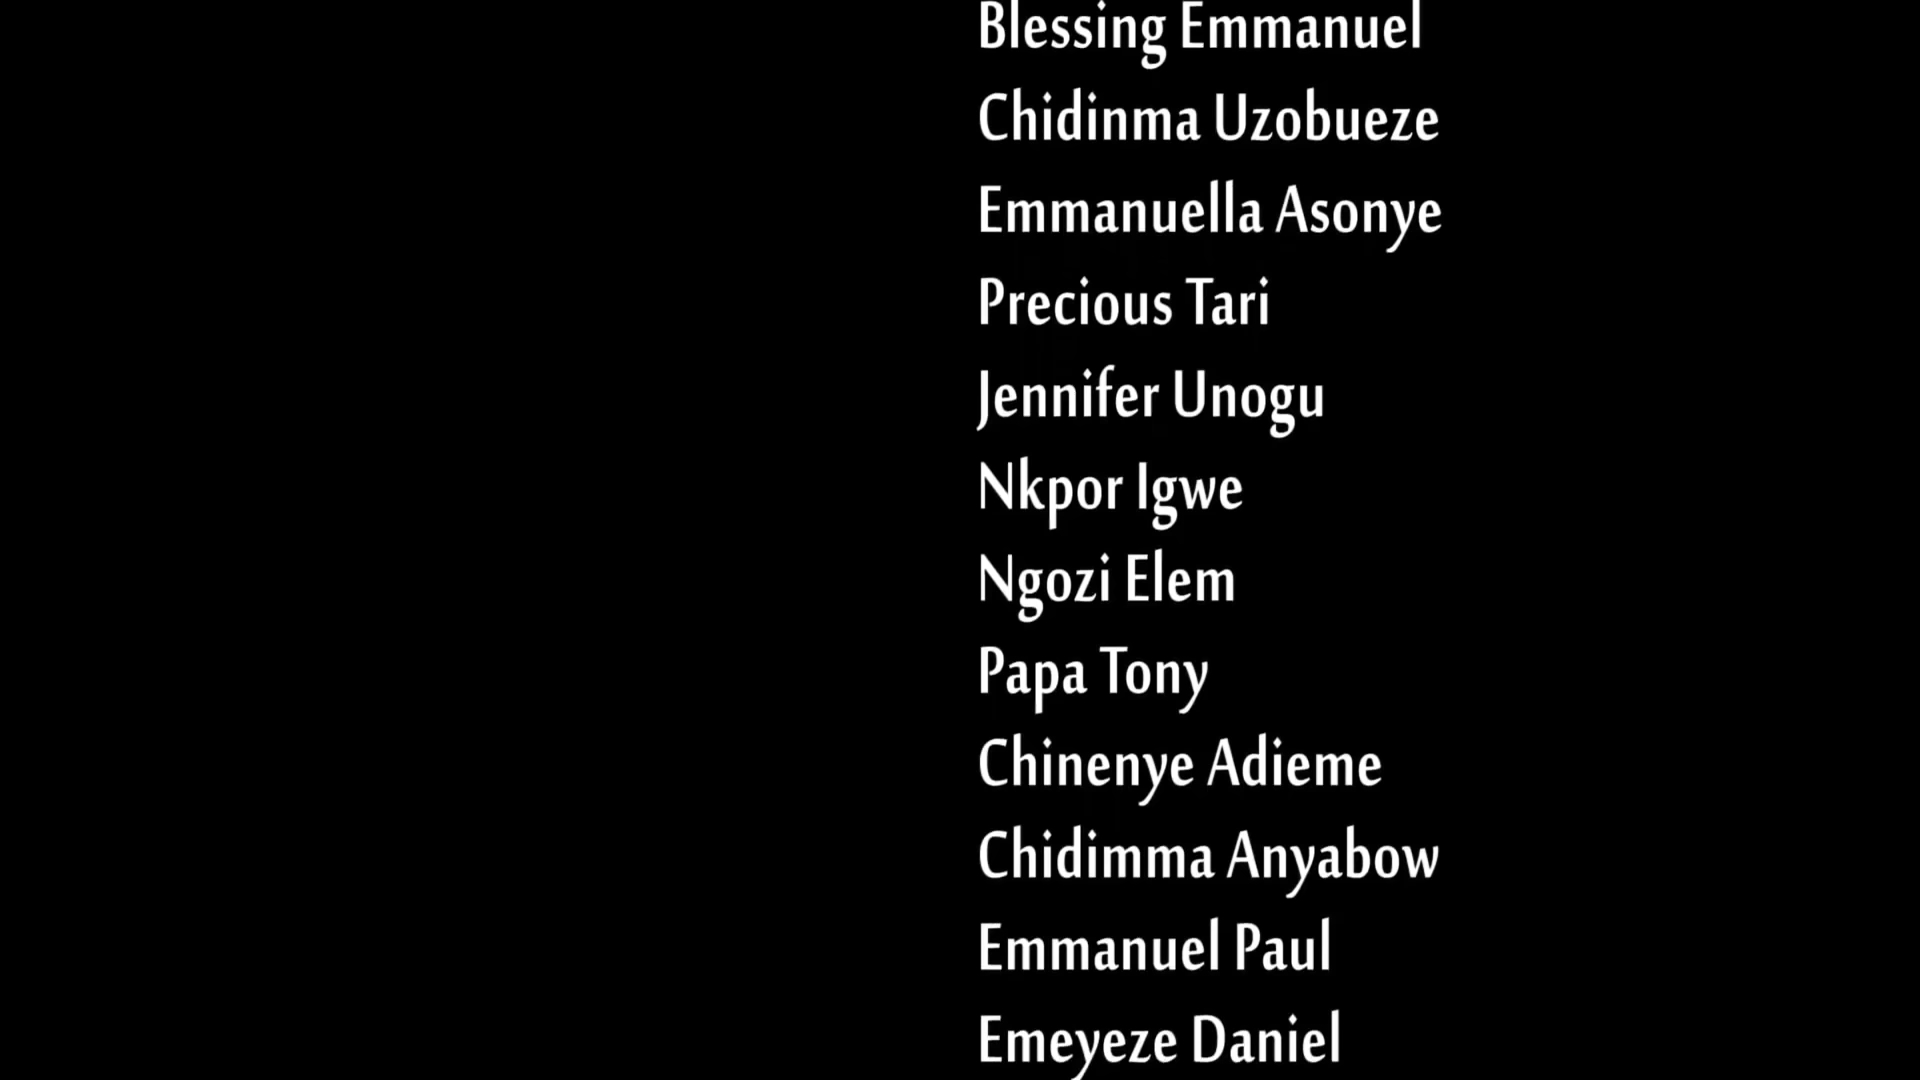 Blessing Emmanuel
Chidinma Uzobueze
Emmanuella Asonye
Precious Tari
Jennifer Unogu
Nkpor Igwe
Ngozi Elem
Papa Tony
Chinenye Adieme
Chidimma Anyabow
Emmanuel Paul
Emeyeze Daniel